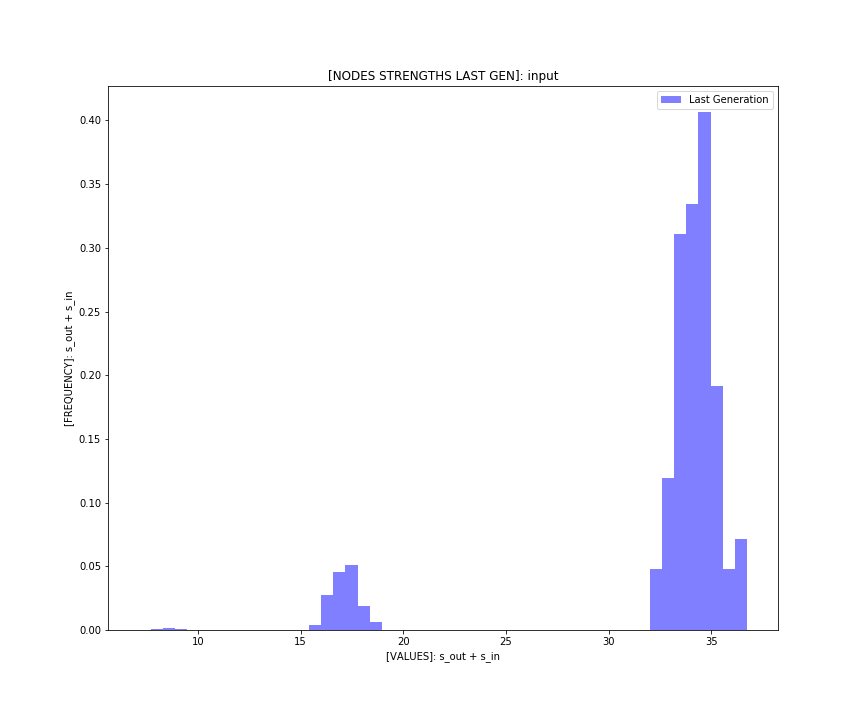 [NODES STRENGTHS LAST GEN]: input
Last Generation
0.40
0.35
0.30
0.25
0.20
0.15
0.10
0.05
0.00
[FREQUENCY]: s_out + s_in
10 15 20 25 30 35
[VALUES]: s_out + s_in